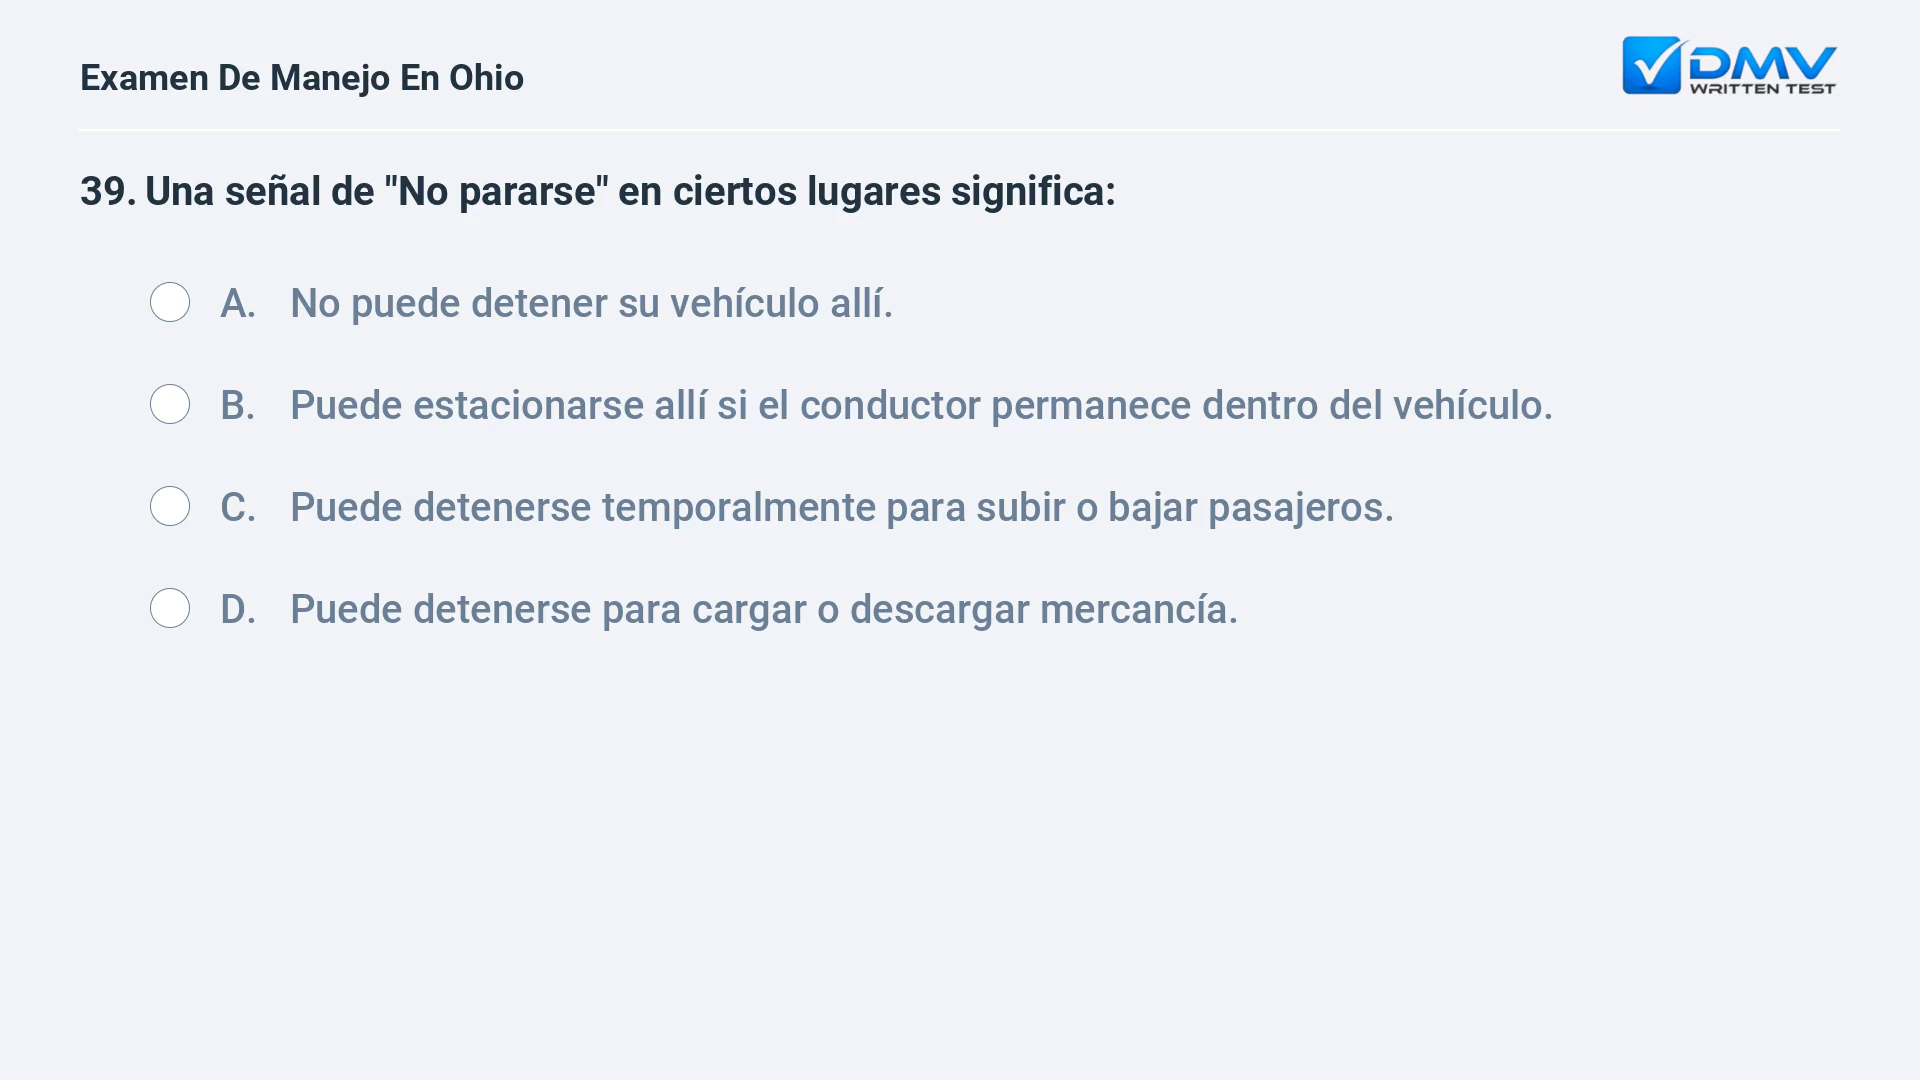 Examen De Manejo En Ohio
DMV
WRITTEN TEST
39. Una señal de "No pararse" en ciertos lugares significa:
A. No puede detener su vehículo allí.
B. Puede estacionarse allí si el conductor permanece dentro del vehículo.
C. Puede detenerse temporalmente para subir o bajar pasajeros.
D. Puede detenerse para cargar o descargar mercancía.